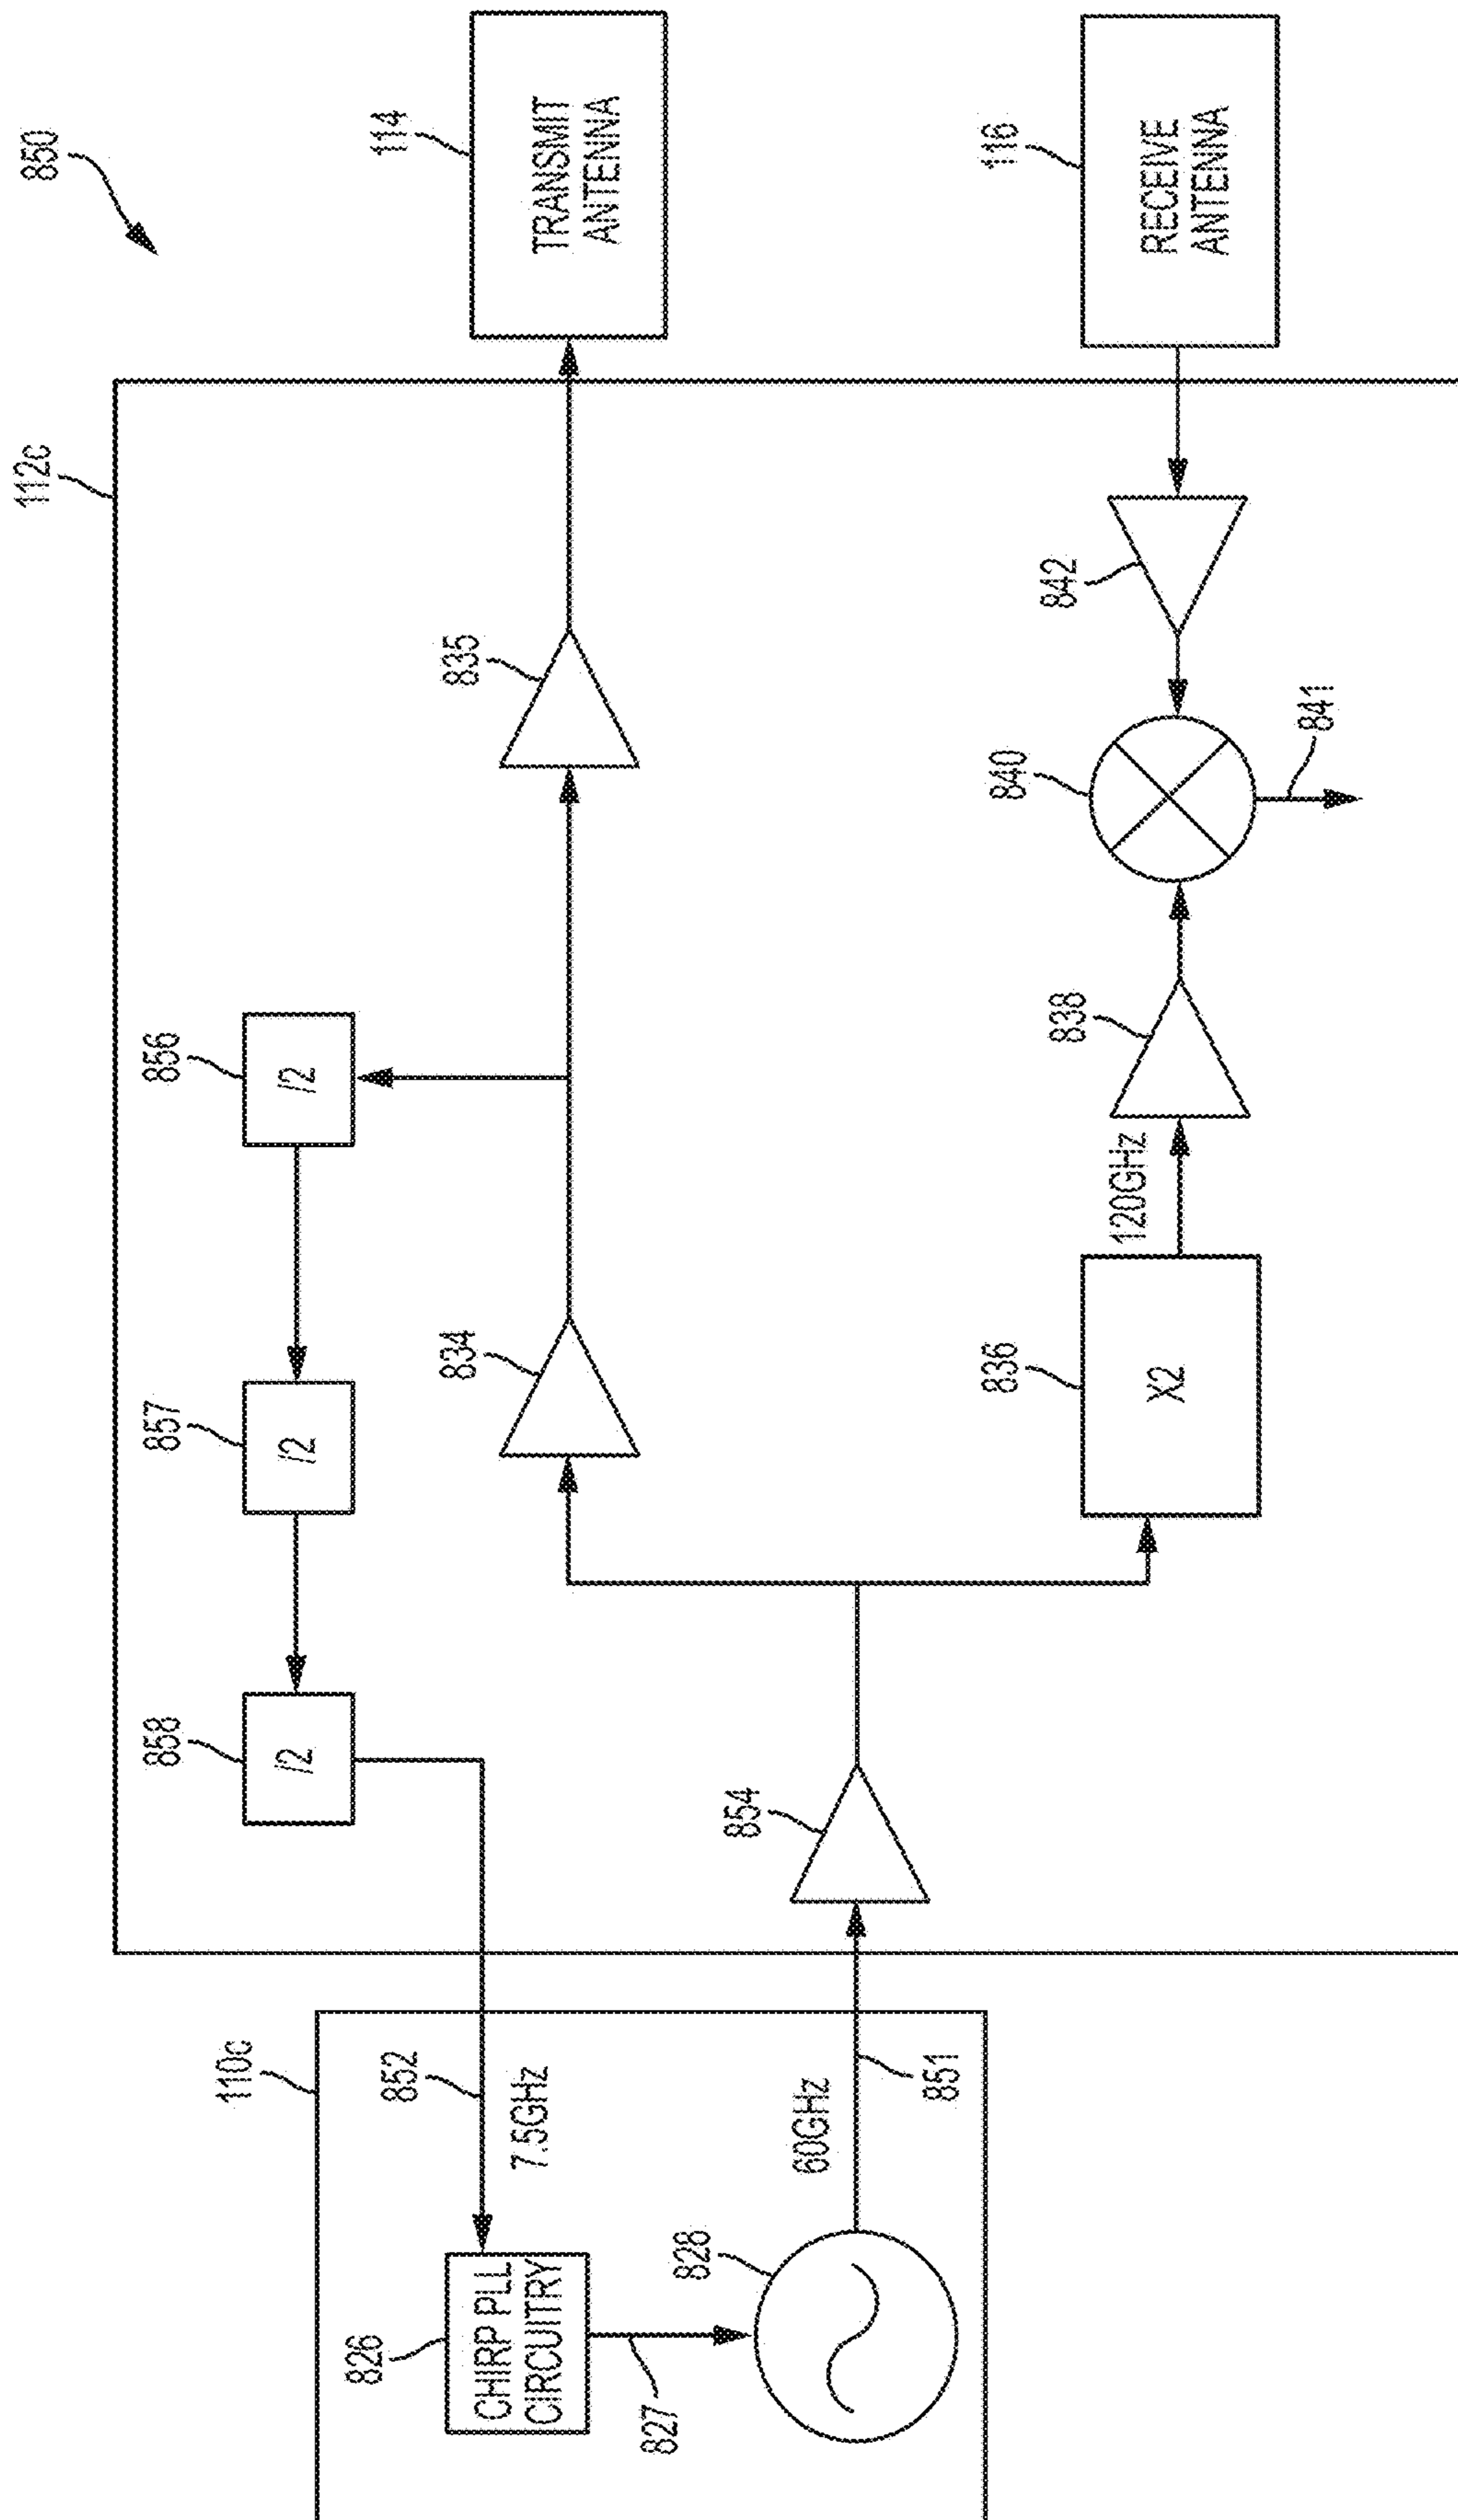 850
112c
114
TRANSMIT
ANTENNA
116
RECEIVE
ANTENNA
835
842
840
841
838
120GHz
836
X2
834
856
/2
857
/2
858
/2
854
110c
852
7.5GHz
60GHz
851
826
CHIRP PLL
CIRCUITRY
827
828